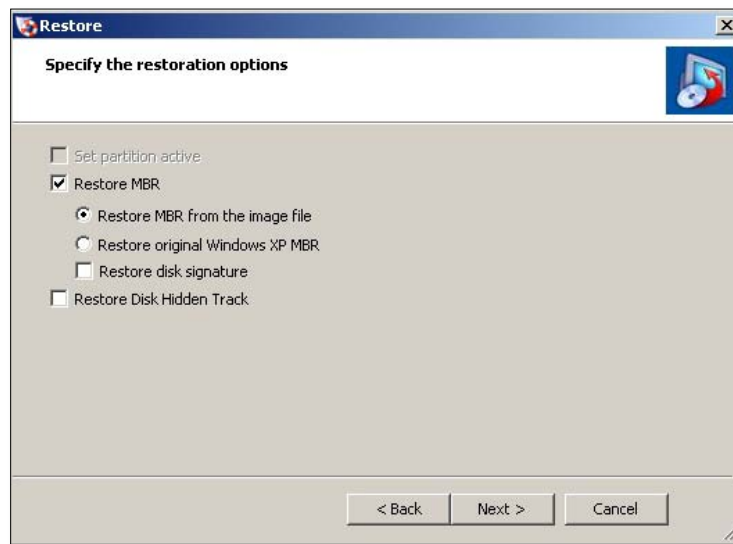 Restore
Specify the restoration options
Set partition active
Restore MBR
Restore MBR from the image file
Restore original Windows XP MBR
Restore disk signature
Restore Disk Hidden Track
< Back Next > Cancel